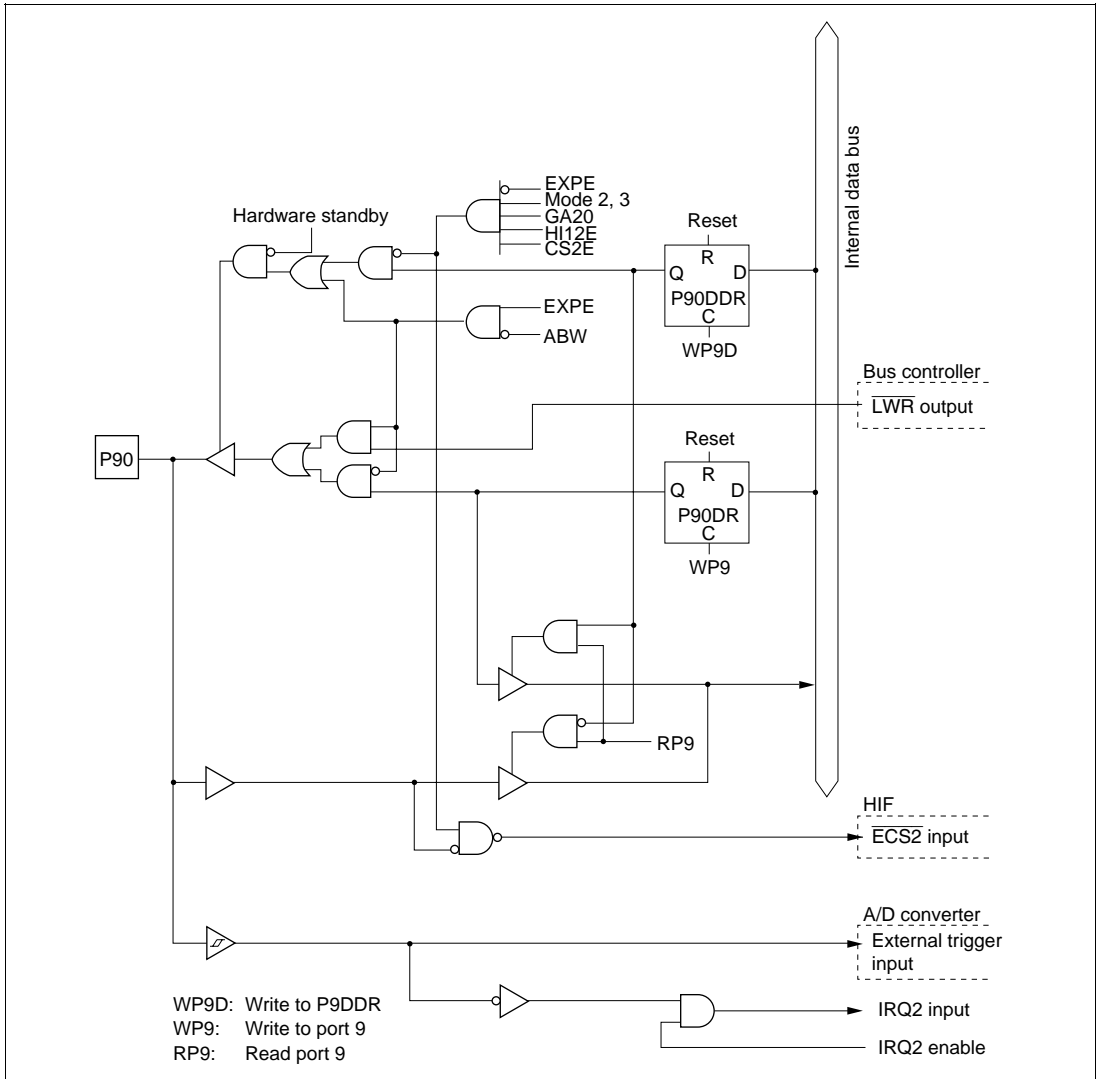 Internal data bus
EXPE
Mode 2, 3
GA20
HI12E
CS2E
Hardware standby
Reset
R
Q
D
P90DDR
C
WP9D
EXPE
ABW
Bus controller
LWR output
Reset
R
Q
D
P90DR
C
WP9
P90
RP9
HIF
ECS2 input
A/D converter
External trigger
input
WP9D: Write to P9DDR
WP9: Write to port 9
RP9: Read port 9
IRQ2 input
IRQ2 enable